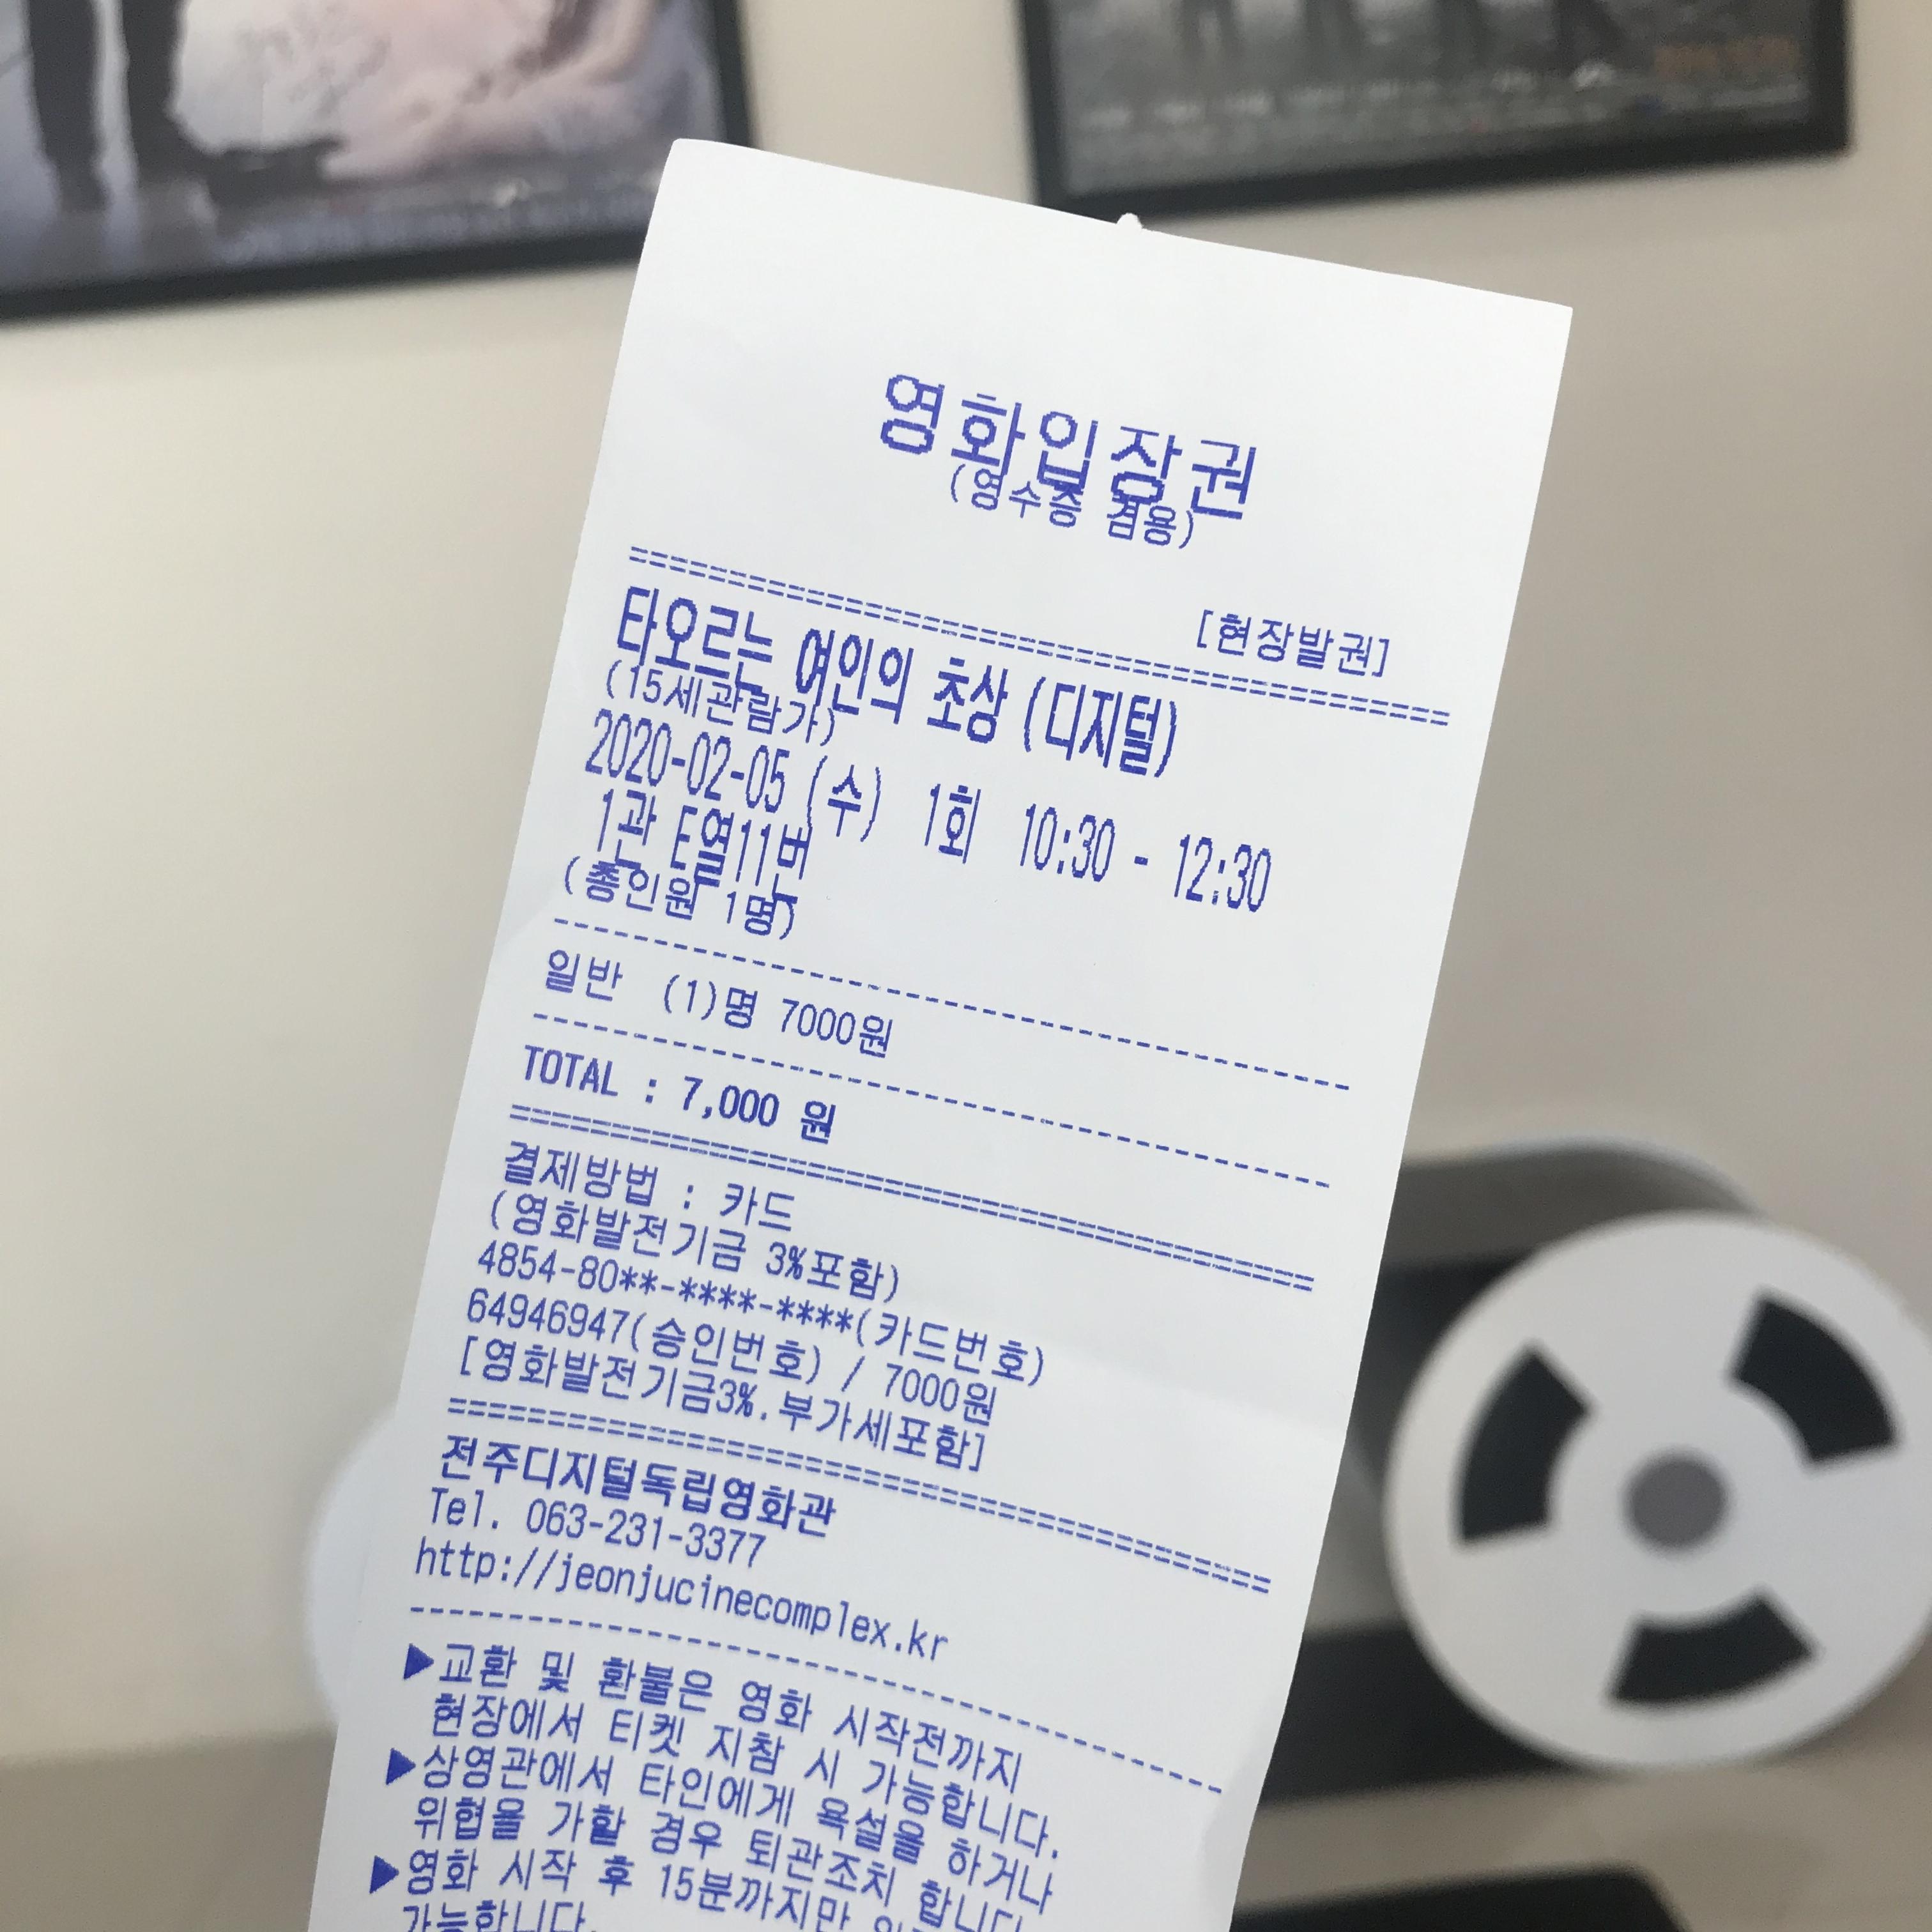 영화입장권
(영수증 겸용)
[현장발권]
타오르는 여인의 초상 (디지털)
(15세관람가)
2020-02-05 (수) 1회 10:30 - 12:30
1관 E열11번
(총인원 1명)
일반 (1)명 7000원
TOTAL : 7,000 원
결제방법 : 카드
(영화발전기금 3%포함)
4854-80**-****-****(카드번호)
64946947(승인번호) / 7000원
[영화발전기금3%.부가세포함]
전주디지털독립영화관
Tel. 063-231-3377
http://jeonjucinecomplex.kr
▶교환 및 환불은 영화 시작전까지
현장에서 티켓 지참 시 가능합니다.
▶상영관에서 타인에게 욕설을 하거나
위협을 가할 경우 퇴관조치 합니다
▶영화 시작 후 15분까지만
가능합니다.